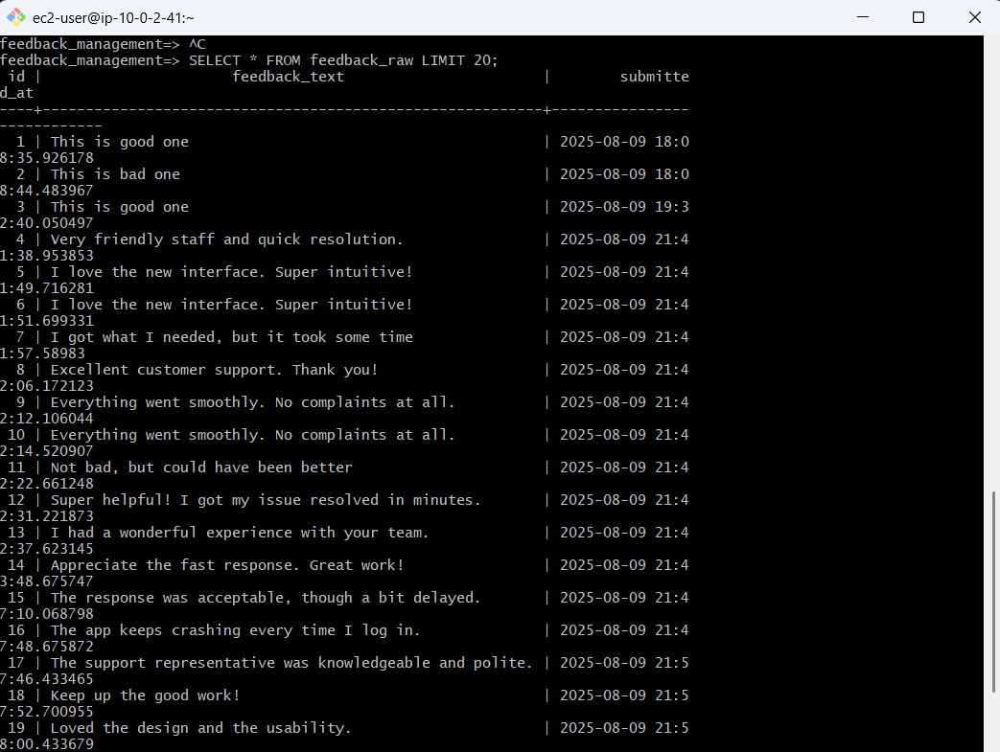 ec2-user@ip-10-0-2-41:~
feedback_management=> ^C
feedback_management=> SELECT * FROM feedback_raw LIMIT 20;
 id |                      feedback_text                       |        submitte
d_at
----+----------------------------------------------------------+----------------
------------
  1 | This is good one                                         | 2025-08-09 18:0
8:35.926178
  2 | This is bad one                                          | 2025-08-09 18:0
8:44.483967
  3 | This is good one                                         | 2025-08-09 19:3
2:40.050497
  4 | Very friendly staff and quick resolution.                | 2025-08-09 21:4
1:38.953853
  5 | I love the new interface. Super intuitive!               | 2025-08-09 21:4
1:49.716281
  6 | I love the new interface. Super intuitive!               | 2025-08-09 21:4
1:51.699331
  7 | I got what I needed, but it took some time               | 2025-08-09 21:4
1:57.58983
  8 | Excellent customer support. Thank you!                   | 2025-08-09 21:4
2:06.172123
  9 | Everything went smoothly. No complaints at all.          | 2025-08-09 21:4
2:12.106044
 10 | Everything went smoothly. No complaints at all.          | 2025-08-09 21:4
2:14.520907
 11 | Not bad, but could have been better                      | 2025-08-09 21:4
2:22.661248
 12 | Super helpful! I got my issue resolved in minutes.       | 2025-08-09 21:4
2:31.221873
 13 | I had a wonderful experience with your team.             | 2025-08-09 21:4
2:37.623145
 14 | Appreciate the fast response. Great work!                | 2025-08-09 21:4
3:48.675747
 15 | The response was acceptable, though a bit delayed.       | 2025-08-09 21:4
7:10.068798
 16 | The app keeps crashing every time I log in.              | 2025-08-09 21:4
7:48.675872
 17 | The support representative was knowledgeable and polite. | 2025-08-09 21:5
7:46.433465
 18 | Keep up the good work!                                   | 2025-08-09 21:5
7:52.700955
 19 | Loved the design and the usability.                      | 2025-08-09 21:5
8:00.433679